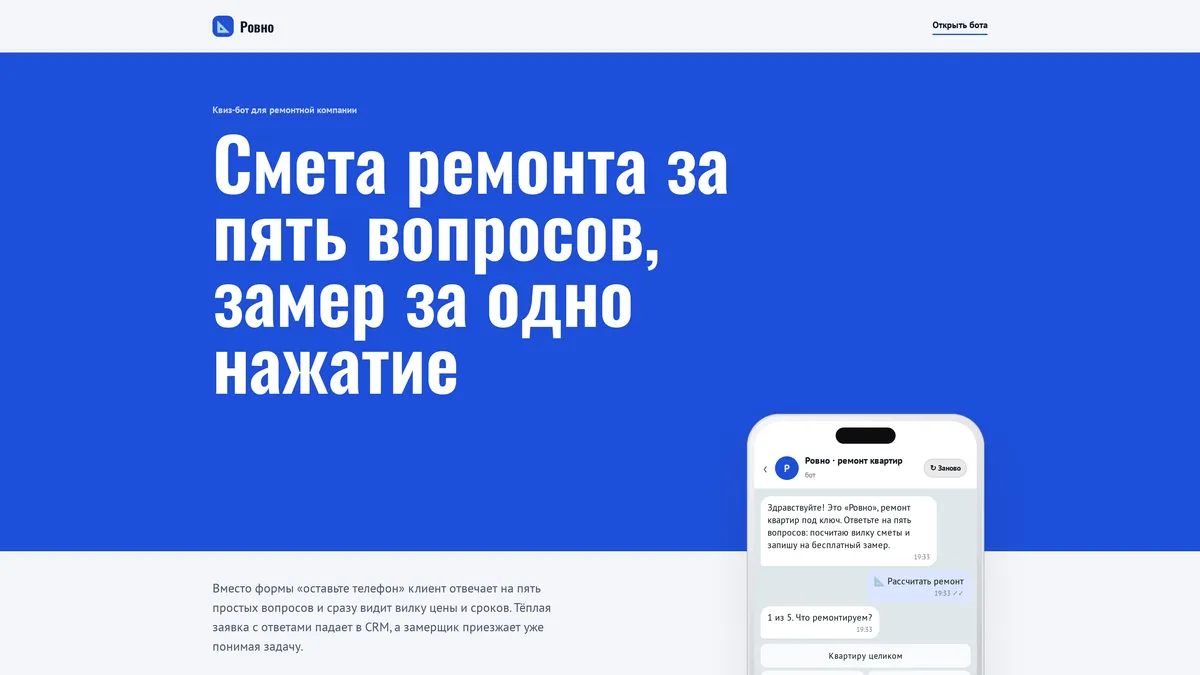 Ровно
Открыть бота
Квиз-бот для ремонтной компании
Смета ремонта за
пять вопросов,
замер за одно
нажатие
Вместо формы «оставьте телефон» клиент отвечает на пять
простых вопросов и сразу видит вилку цены и сроков. Тёплая
заявка с ответами падает в CRM, а замерщик приезжает уже
понимая задачу.
‹
Р
Ровно · ремонт квартир
бот
↻ Заново
Здравствуйте! Это «Ровно», ремонт
квартир под ключ. Ответьте на пять
вопросов: посчитаю вилку сметы и
запишу на бесплатный замер.
19:33
📐 Рассчитать ремонт
19:33 ✓✓
1 из 5. Что ремонтируем?
19:33
Квартиру целиком